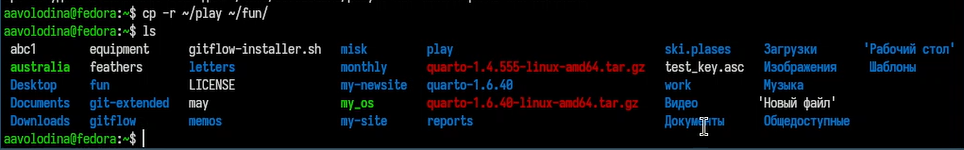 aavolodina@fedora:~$ cp -r ~/play ~/fun/
aavolodina@fedora:~$ ls
abc1 equipment gitflow-installer.sh misk play ski.plases Загрузки 'Рабочий стол'
australia feathers letters monthly quarto-1.4.555-linux-amd64.tar.gz test_key.asc Изображения Шаблоны
Desktop fun LICENSE my-newsite quarto-1.6.40 work Музыка
Documents git-extended may my_os quarto-1.6.40-linux-amd64.tar.gz Видео 'Новый файл'
Downloads gitflow memos my-site reports Документы Общедоступные
aavolodina@fedora:~$